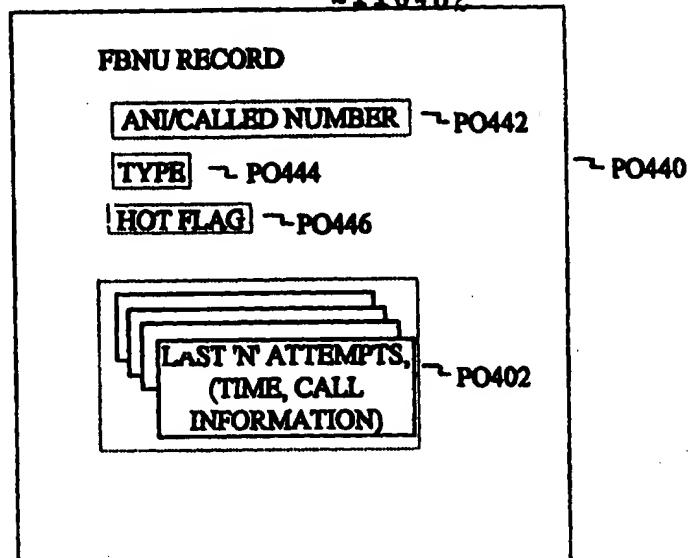 FBNU RECORD
ANI/CALLED NUMBER PO442
TYPE PO444
PO440
HOT FLAG PO446
LAST 'N' ATTEMPTS,
(TIME, CALL
INFORMATION)
PO402